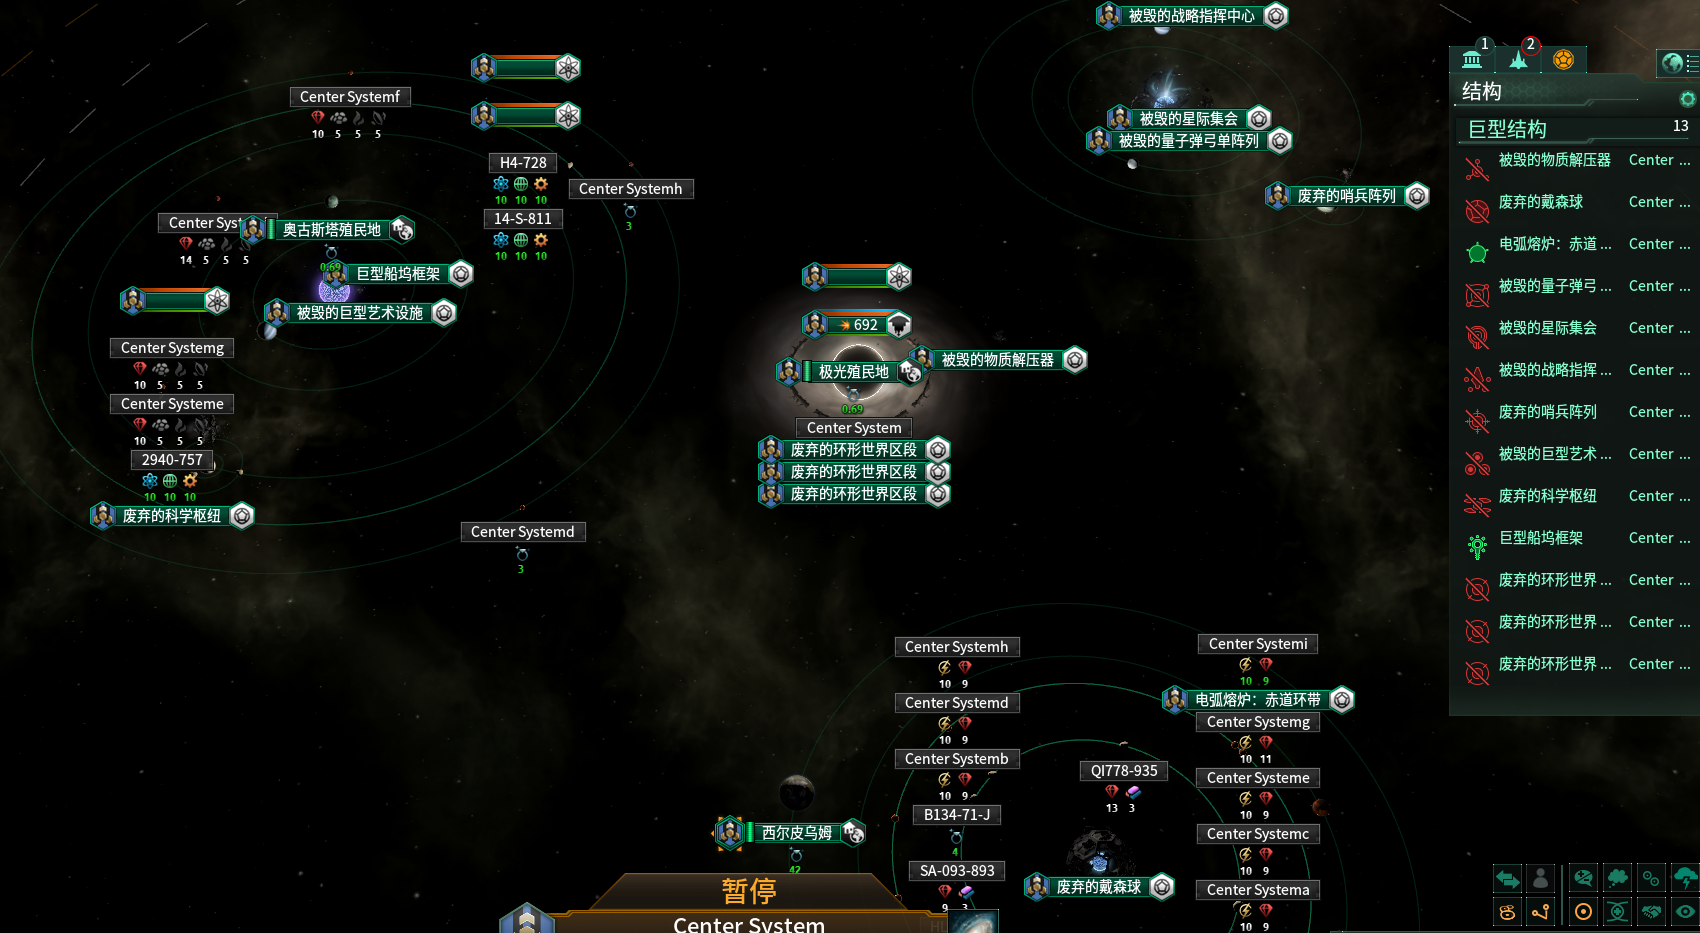 被毁的战略指挥中心
被毁的星际集会
被毁的量子弹弓单阵列
废弃的哨兵阵列
Center Systemf
10 5 5 5
H4-728
10 10 10
14-S-811
10 10 10
Center Systemh
3
Center Syst
14 5 5 5
奥古斯塔殖民地
0.69
巨型船坞框架
被毁的巨型艺术设施
Center Systemg
10 5 5 5
Center Systeme
10 5 5 5
2940-757
10 10 10
废弃的科学枢纽
Center Systemd
3
692
被毁的物质解压器
极光殖民地
0.69
Center System
废弃的环形世界区段
废弃的环形世界区段
废弃的环形世界区段
Center Systemh
10 9
Center Systemd
10 9
Center Systemb
10 9
B134-71-J
4
SA-093-893
9 3
QI778-935
13 3
废弃的戴森球
Center Systemi
10 9
电弧熔炉：赤道环带
Center Systemg
10 11
Center Systeme
10 9
Center Systemc
10 9
Center Systema
10 9
西尔皮乌姆
42
暂停
Center System
1 2
结构
巨型结构 13
被毁的物质解压器 Center ...
废弃的戴森球 Center ...
电弧熔炉：赤道 ... Center ...
被毁的量子弹弓 ... Center ...
被毁的星际集会 Center ...
被毁的战略指挥 ... Center ...
废弃的哨兵阵列 Center ...
被毁的巨型艺术 ... Center ...
废弃的科学枢纽 Center ...
巨型船坞框架 Center ...
废弃的环形世界 ... Center ...
废弃的环形世界 ... Center ...
废弃的环形世界 ... Center ...